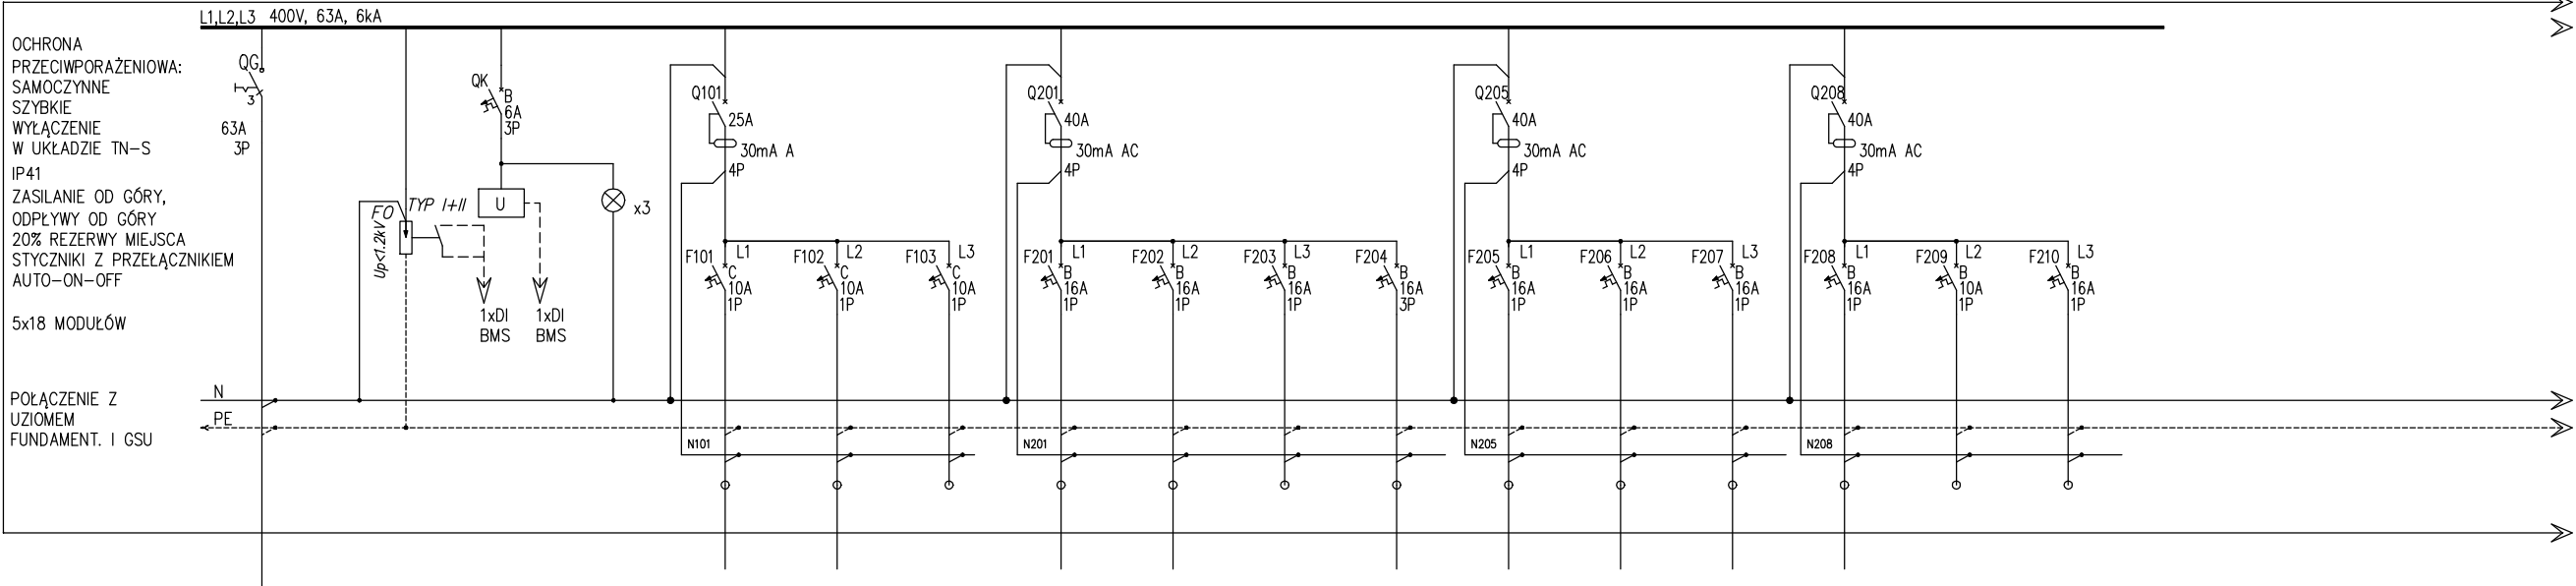 L1,L2,L3 400V, 63A, 6kA
OCHRONA
PRZECIWPORAŻENIOWA:
SAMOCZYNNE
SZYBKIE
WYŁĄCZENIE
W UKŁADZIE TN-S
IP41
ZASILANIE OD GÓRY,
ODPŁYWY OD GÓRY
20% REZERWY MIEJSCA
STYCZNIKI Z PRZEŁĄCZNIKIEM
AUTO-ON-OFF
5x18 MODUŁÓW
POŁĄCZENIE Z
UZIOMEM
FUNDAMENT. I GSU
N
PE
QG
3
63A
3P
FO
TYP I+II
Up<1.2kV
QK
B
6A
3P
U
x3
1xDI
BMS
1xDI
BMS
Q101
25A
30mA A
4P
F101
L1
C
10A
1P
F102
L2
C
10A
1P
F103
L3
C
10A
1P
N101
Q201
40A
30mA AC
4P
F201
L1
B
16A
1P
F202
L2
B
16A
1P
F203
L3
B
16A
1P
F204
B
16A
3P
N201
Q205
40A
30mA AC
4P
F205
L1
B
16A
1P
F206
L2
B
16A
1P
F207
L3
B
16A
1P
N205
Q208
40A
30mA AC
4P
F208
L1
B
16A
1P
F209
L2
B
10A
1P
F210
L3
B
16A
1P
N208